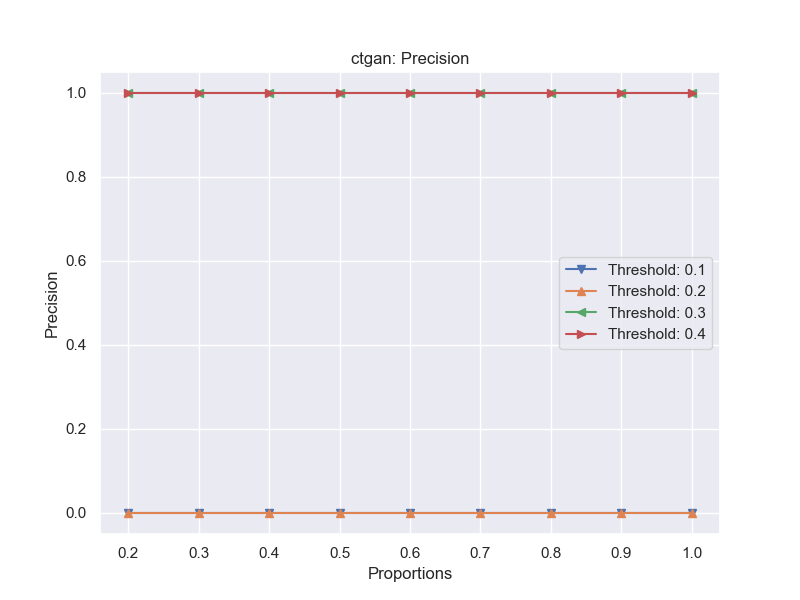 ctgan: Precision
1.0
0.8
0.6
0.4
0.2
0.0
Precision
Threshold: 0.1
Threshold: 0.2
Threshold: 0.3
Threshold: 0.4
0.2 0.3 0.4 0.5 0.6 0.7 0.8 0.9 1.0
Proportions